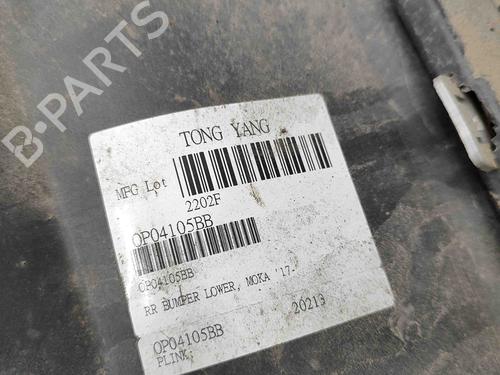 B-PARTS
TONG YANG
MFG Lot
2202F
OP04105BB
OP04105BB
RR BUMPER LOWER, MOKA '17-
OP04105BB
20213
PLINK: